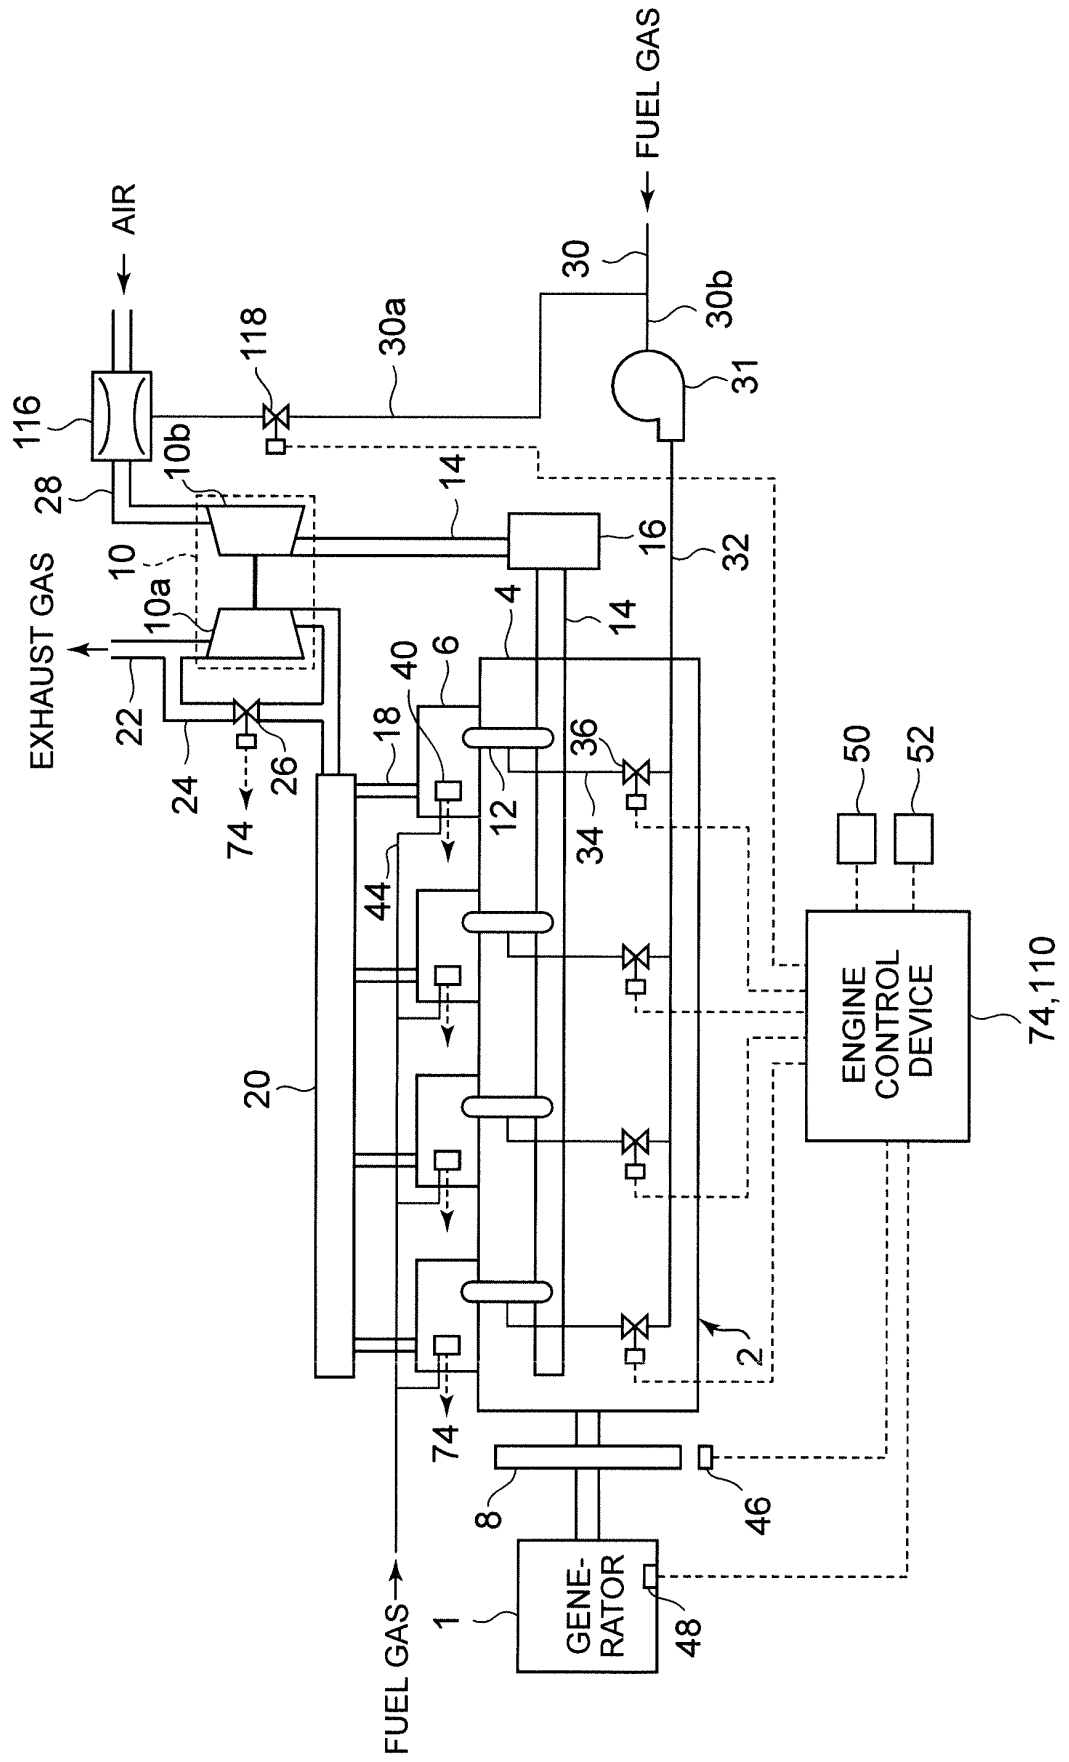 EXHAUST GAS
AIR
FUEL GAS
22
24
26
74
10
10a
10b
28
116
118
30a
30
30b
31
14
16
32
20
18
40
6
4
14
44
12
36
34
50
52
ENGINE
CONTROL
DEVICE
74,110
74
2
8
46
FUEL GAS
1
GENE-
RATOR
48